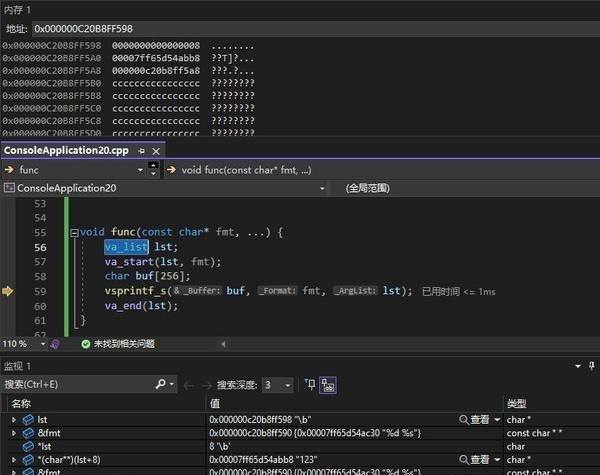 内存 1
地址: 0x000000C20B8FF598
0x000000C20B8FF598 0000000000000008 ........
0x000000C20B8FF5A0 00007ff65d54abb8 ??T]?...
0x000000C20B8FF5A8 000000c20b8ff5a8 ???.?...
0x000000C20B8FF5B0 cccccccccccccccc ????????
0x000000C20B8FF5B8 cccccccccccccccc ????????
0x000000C20B8FF5C0 cccccccccccccccc ????????
0x000000C20B8FF5C8 cccccccccccccccc ????????
0x000000C20B8FF5D0 cccccccccccccccc ????????
ConsoleApplication20.cpp
func void func(const char* fmt, ...)
ConsoleApplication20 (全局范围)
53
54
55 void func(const char* fmt, ...) {
56 va_list lst;
57 va_start(lst, fmt);
58 char buf[256];
59 vsprintf_s(&_Buffer: buf, _Format: fmt, _ArgList: lst); 已用时间 <= 1ms
60 va_end(lst);
61 }
62
110 % 未找到相关问题
监视 1
搜索(Ctrl+E) 搜索深度: 3
名称 值 类型
lst 0x000000c20b8ff598 "\b" 查看 char *
&fmt 0x000000c20b8ff590 {0x00007ff65d54ac30 "%d %s"} const char * *
*lst 8 '\b' char
*(char**)(lst+8) 0x00007ff65d54abb8 "123" 查看 char *
&fmt 0x000000c20b8ff590 {0x00007ff65d54ac30 "%d %s"} const char * *